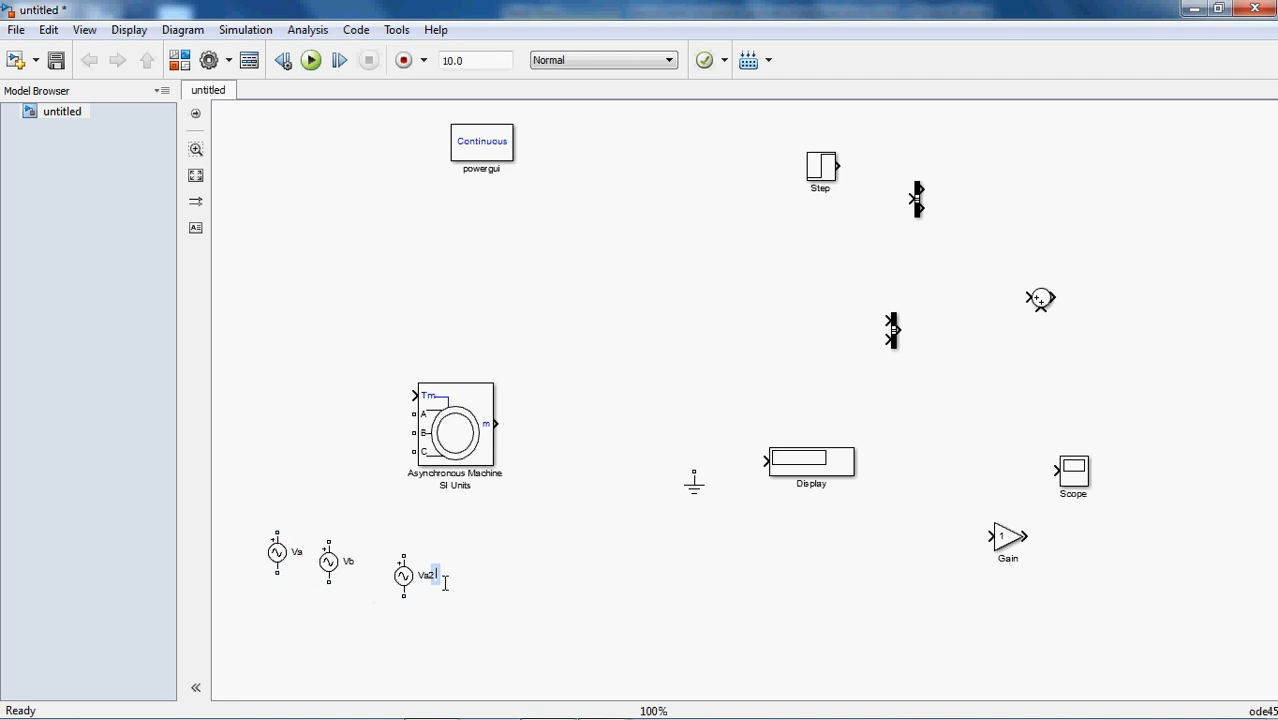 untitled *
File Edit View Display Diagram Simulation Analysis Code Tools Help
10.0
Normal
Model Browser
untitled
untitled
Continuous
powergui
Step
Tm
A
B
C
m
Asynchronous Machine
SI Units
Display
Scope
1
Gain
Va
Vb
Va2
Ready
100%
ode45